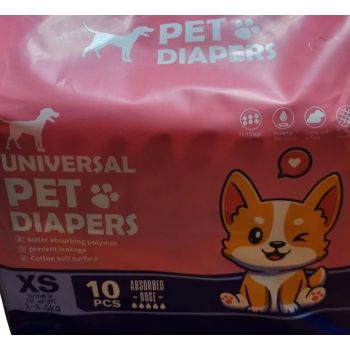 PET
DIAPERS
UNIVERSAL
PET
DIAPERS
water absorbing polymer
prevent leakage
Cotton soft surface
XS
10
PCS
ABSORBED
DOSE